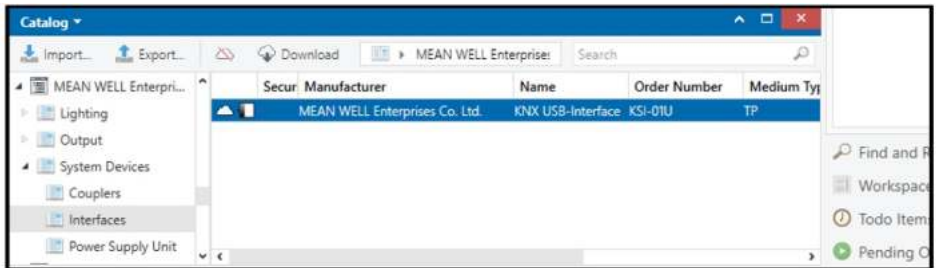 Catalog
Import... Export... Download MEAN WELL Enterprise: Search
MEAN WELL Enterpri...
Lighting
Output
System Devices
Couplers
Interfaces
Power Supply Unit
Secur Manufacturer Name Order Number Medium Typ
MEAN WELL Enterprises Co. Ltd. KNX USB-Interface KSI-01U TP
Find and R
Workspace
Todo Item
Pending O